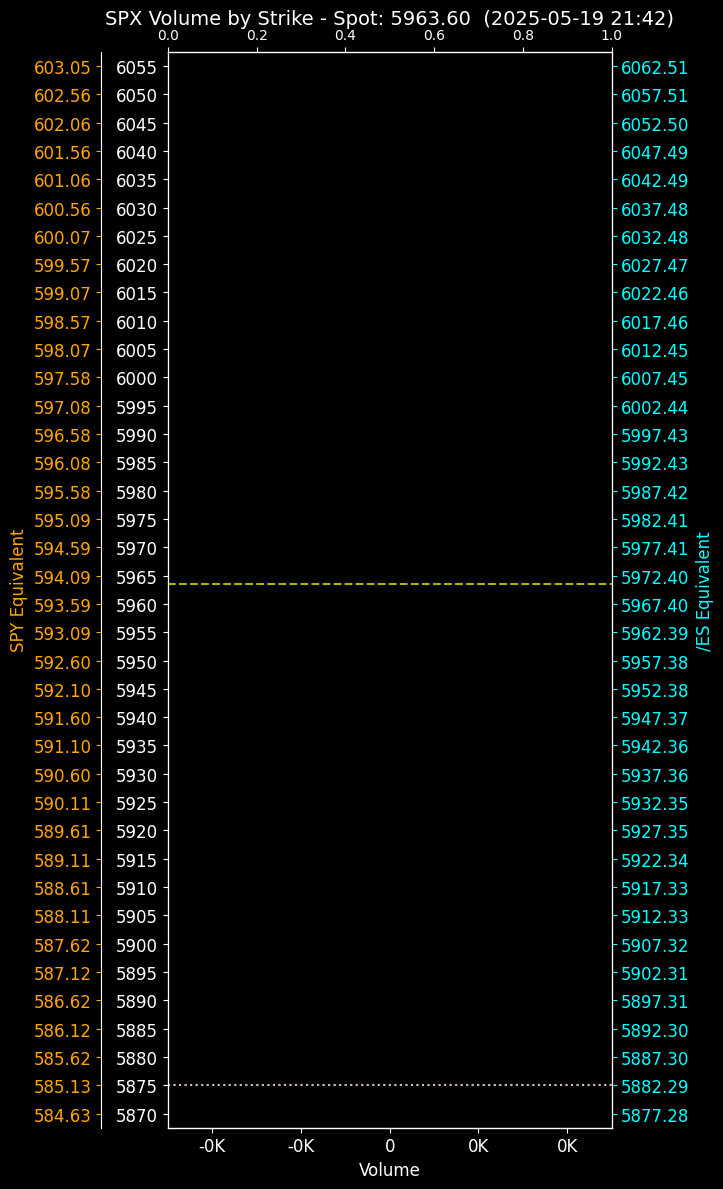 SPX Volume by Strike - Spot: 5963.60  (2025-05-19 21:42)
0.0 0.2 0.4 0.6 0.8 1.0
603.05 6055 6062.51
602.56 6050 6057.51
602.06 6045 6052.50
601.56 6040 6047.49
601.06 6035 6042.49
600.56 6030 6037.48
600.07 6025 6032.48
599.57 6020 6027.47
599.07 6015 6022.46
598.57 6010 6017.46
598.07 6005 6012.45
597.58 6000 6007.45
597.08 5995 6002.44
596.58 5990 5997.43
596.08 5985 5992.43
595.58 5980 5987.42
595.09 5975 5982.41
594.59 5970 5977.41
594.09 5965 5972.40
593.59 5960 5967.40
593.09 5955 5962.39
592.60 5950 5957.38
592.10 5945 5952.38
591.60 5940 5947.37
591.10 5935 5942.36
590.60 5930 5937.36
590.11 5925 5932.35
589.61 5920 5927.35
589.11 5915 5922.34
588.61 5910 5917.33
588.11 5905 5912.33
587.62 5900 5907.32
587.12 5895 5902.31
586.62 5890 5897.31
586.12 5885 5892.30
585.62 5880 5887.30
585.13 5875 5882.29
584.63 5870 5877.28
SPY Equivalent
/ES Equivalent
-0K -0K 0 0K 0K
Volume